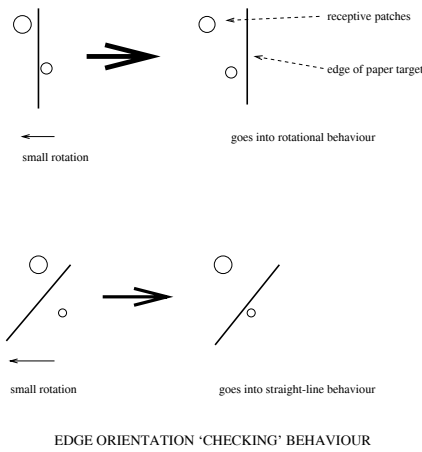 receptive patches
edge of paper target
goes into rotational behaviour
small rotation
small rotation
goes into straight-line behaviour
EDGE ORIENTATION ‘CHECKING’ BEHAVIOUR